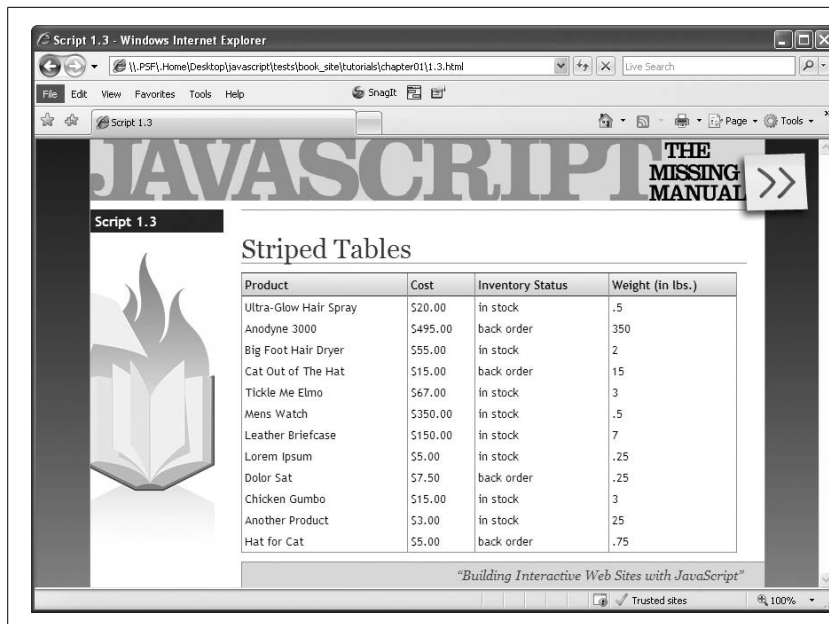 Script 1.3 - Windows Internet Explorer
\\.PSF\.Home\Desktop\javascript\tests\book_site\tutorials\chapter01\1.3.html
Live Search
File Edit View Favorites Tools Help
SnagIt
Script 1.3
Page
Tools
JAVASCRIPT
THE
MISSING
MANUAL
Script 1.3
Striped Tables
Product Cost Inventory Status Weight (in lbs.)
Ultra-Glow Hair Spray $20.00 in stock .5
Anodyne 3000 $495.00 back order 350
Big Foot Hair Dryer $55.00 in stock 2
Cat Out of The Hat $15.00 back order 15
Tickle Me Elmo $67.00 in stock 3
Mens Watch $350.00 in stock .5
Leather Briefcase $150.00 in stock 7
Lorem Ipsum $5.00 in stock .25
Dolor Sat $7.50 back order .25
Chicken Gumbo $15.00 in stock 3
Another Product $3.00 in stock 25
Hat for Cat $5.00 back order .75
“Building Interactive Web Sites with JavaScript”
Trusted sites
100%